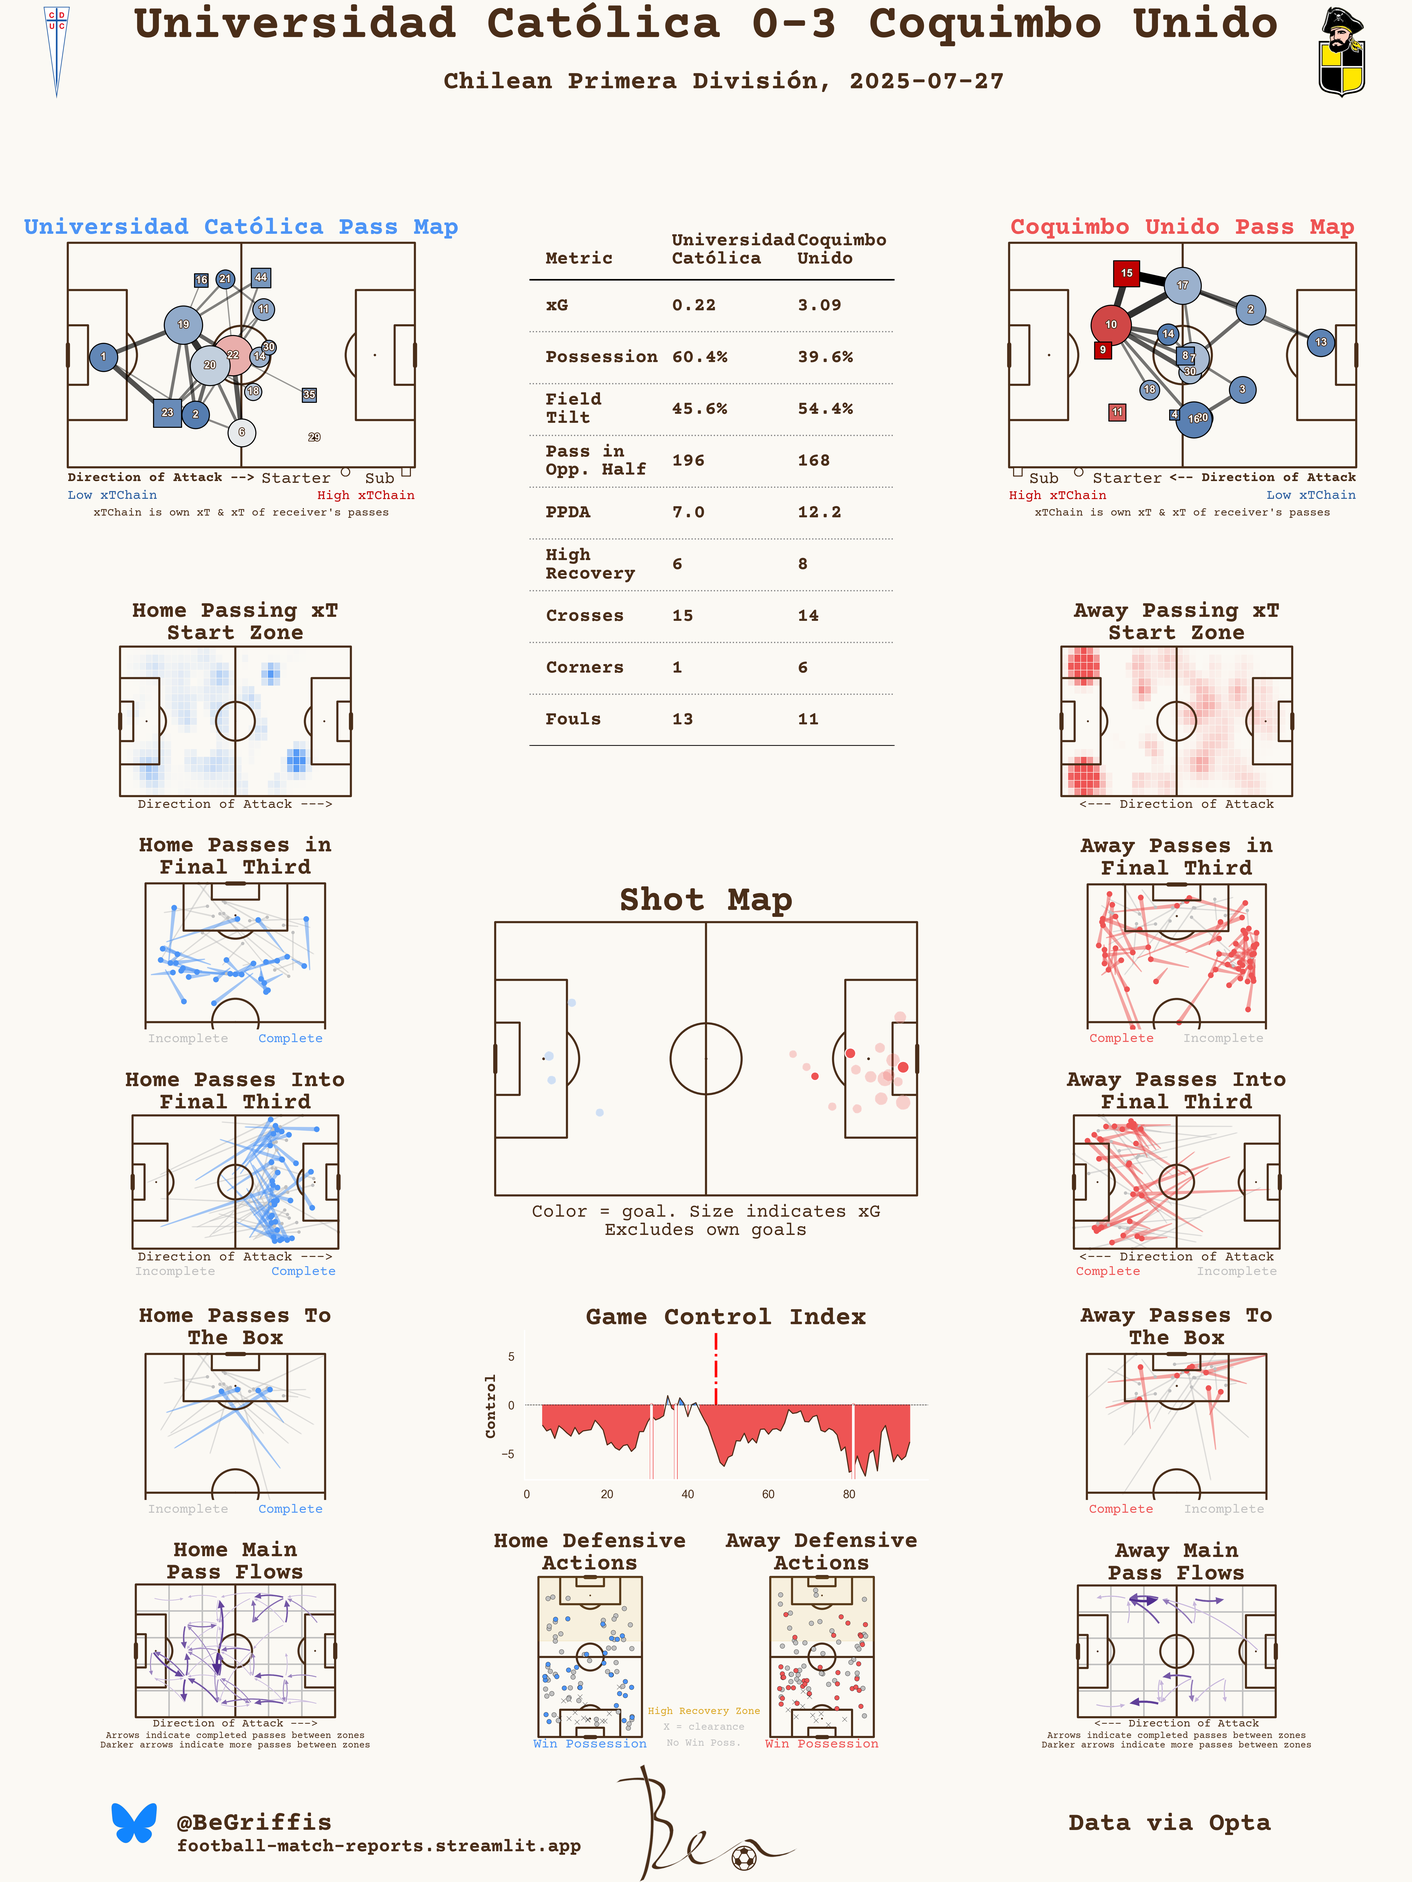 Universidad Católica 0-3 Coquimbo Unido
Chilean Primera División, 2025-07-27
C D
U C
Universidad Católica Pass Map
16 21 44
11
19
30
1 20 22 14
18 35
23 2
6 29
Direction of Attack --> Starter Sub
Low xTChain High xTChain
xTChain is own xT & xT of receiver's passes
Metric Universidad Católica Coquimbo Unido
xG 0.22 3.09
Possession 60.4% 39.6%
Field Tilt 45.6% 54.4%
Pass in Opp. Half 196 168
PPDA 7.0 12.2
High Recovery 6 8
Crosses 15 14
Corners 1 6
Fouls 13 11
Coquimbo Unido Pass Map
15 17
2
10 14 13
9 8 7
30
18 3
11 4 16 20
Sub Starter <-- Direction of Attack
High xTChain Low xTChain
xTChain is own xT & xT of receiver's passes
Home Passing xT
Start Zone
Direction of Attack --->
Away Passing xT
Start Zone
<--- Direction of Attack
Home Passes in
Final Third
Incomplete Complete
Away Passes in
Final Third
Complete Incomplete
Shot Map
Color = goal. Size indicates xG
Excludes own goals
Home Passes Into
Final Third
Direction of Attack --->
Incomplete Complete
Away Passes Into
Final Third
<--- Direction of Attack
Complete Incomplete
Home Passes To
The Box
Incomplete Complete
Game Control Index
Control
5
0
−5
0 20 40 60 80
Away Passes To
The Box
Complete Incomplete
Home Main
Pass Flows
Direction of Attack --->
Arrows indicate completed passes between zones
Darker arrows indicate more passes between zones
Home Defensive
Actions
Win Possession
Away Defensive
Actions
Win Possession
High Recovery Zone
X = clearance
No Win Poss.
Away Main
Pass Flows
<--- Direction of Attack
Arrows indicate completed passes between zones
Darker arrows indicate more passes between zones
@BeGriffis
football-match-reports.streamlit.app
Ben
Data via Opta